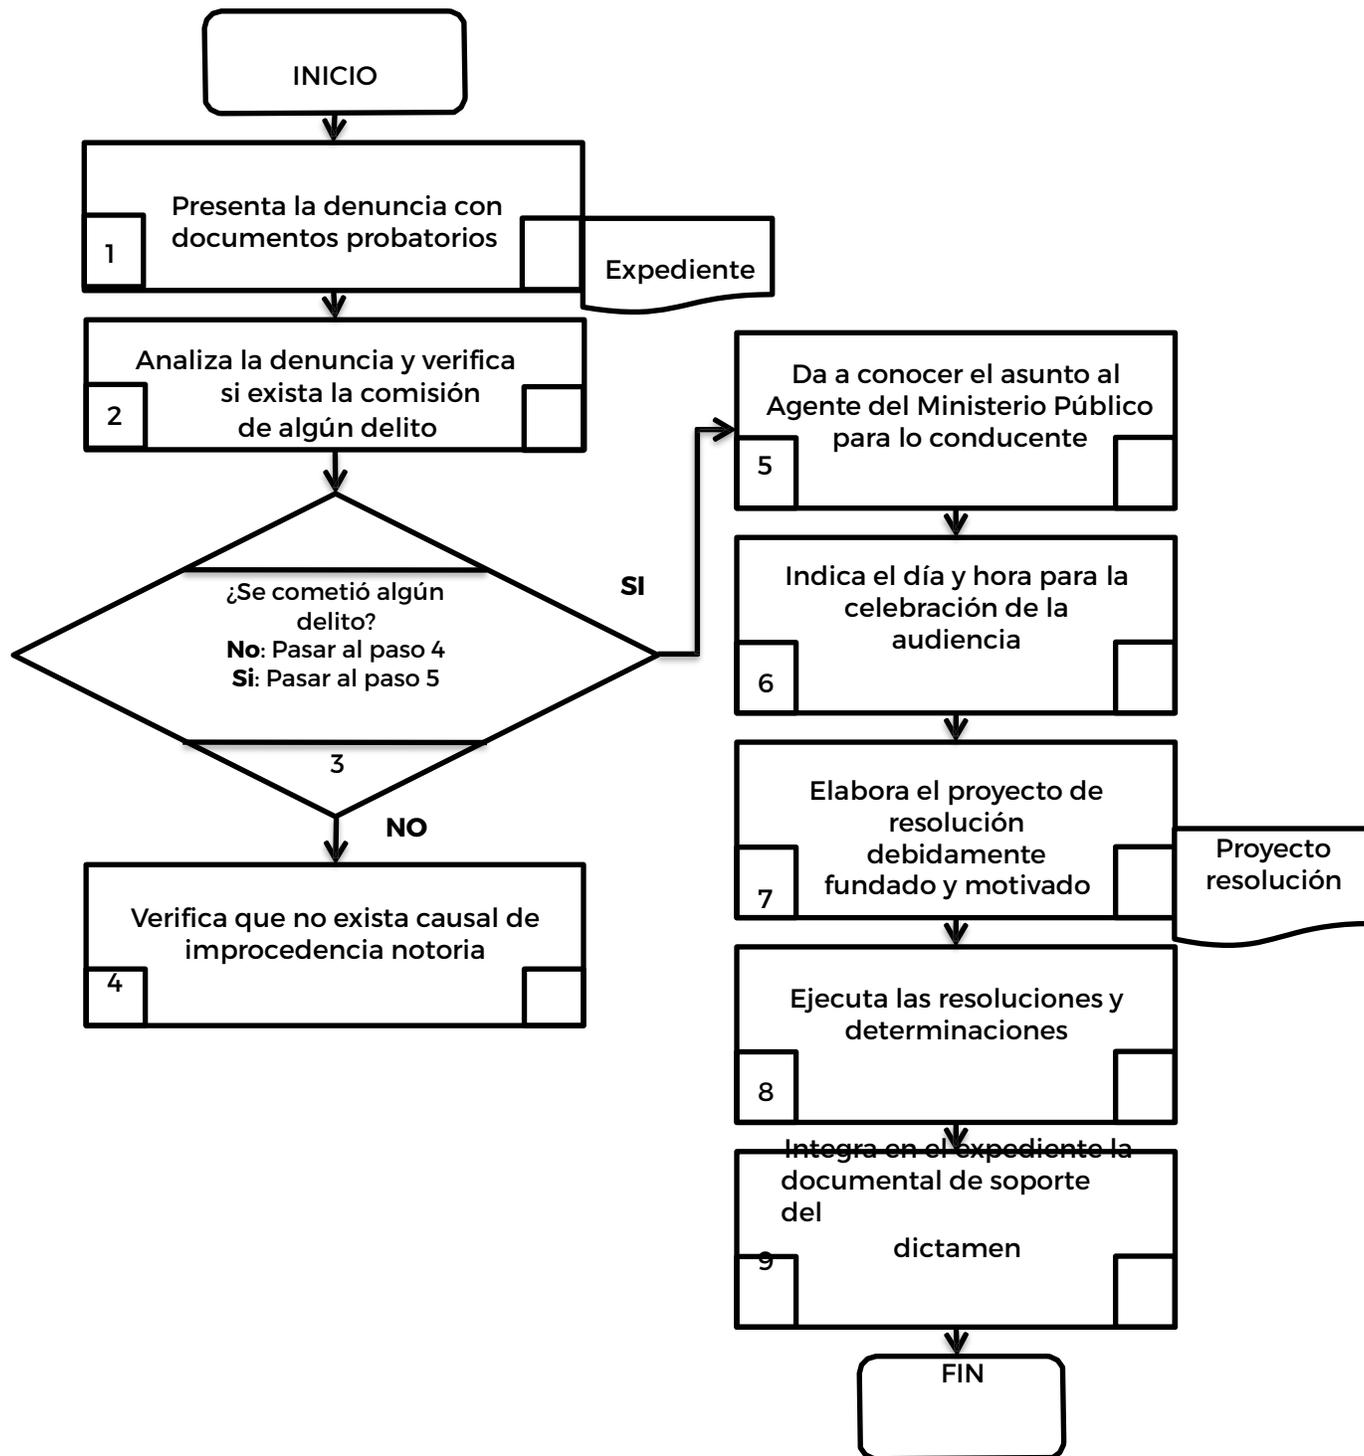 INICIO
Presenta la denuncia con
documentos probatorios
1
Expediente
Analiza la denuncia y verifica
si exista la comisión
de algún delito
2
¿Se cometió algún
delito?
No: Pasar al paso 4
Si: Pasar al paso 5
3
SI
NO
Verifica que no exista causal de
improcedencia notoria
4
Da a conocer el asunto al
Agente del Ministerio Público
para lo conducente
5
Indica el día y hora para la
celebración de la
audiencia
6
Elabora el proyecto de
resolución
debidamente
fundado y motivado
7
Proyecto
resolución
Ejecuta las resoluciones y
determinaciones
8
Integra en el expediente la
documental de soporte
del
dictamen
9
FIN